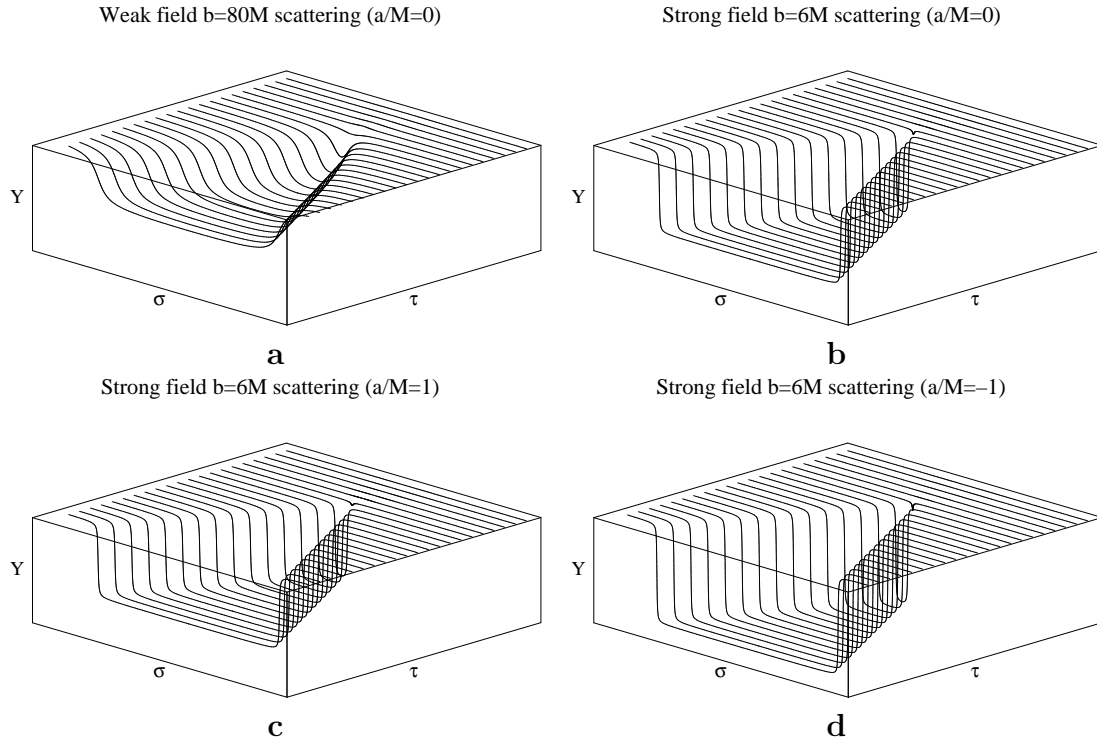 Weak field b=80M scattering (a/M=0)
Y
σ
τ
a
Strong field b=6M scattering (a/M=0)
Y
σ
τ
b
Strong field b=6M scattering (a/M=1)
Y
σ
τ
c
Strong field b=6M scattering (a/M=–1)
Y
σ
τ
d